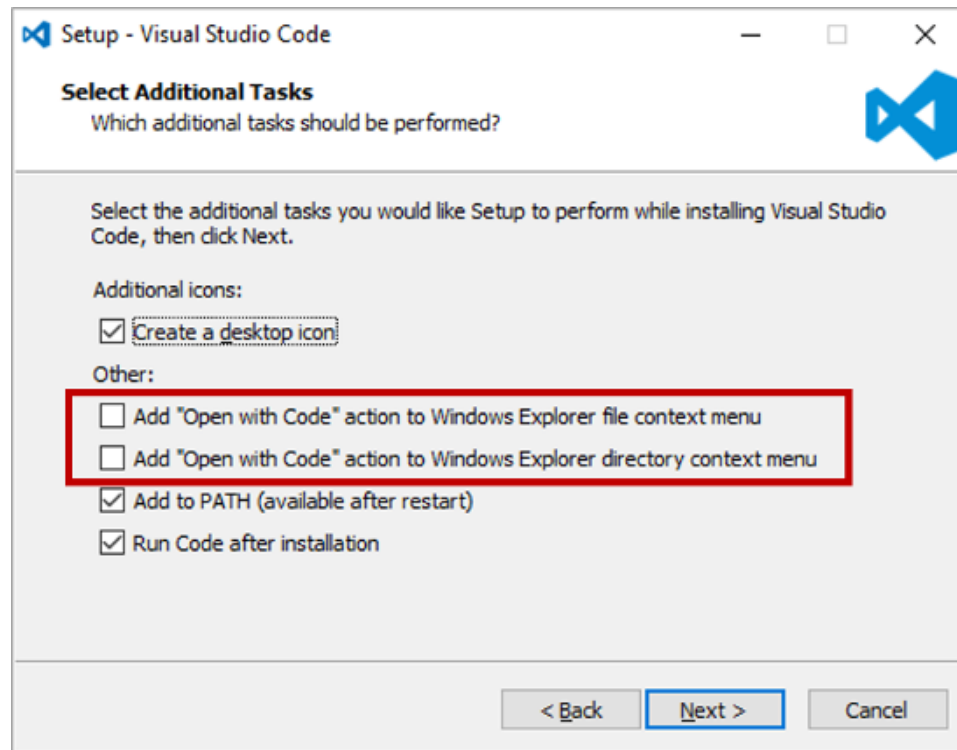 Setup - Visual Studio Code
Select Additional Tasks
Which additional tasks should be performed?
Select the additional tasks you would like Setup to perform while installing Visual Studio
Code, then click Next.
Additional icons:
Create a desktop icon
Other:
Add "Open with Code" action to Windows Explorer file context menu
Add "Open with Code" action to Windows Explorer directory context menu
Add to PATH (available after restart)
Run Code after installation
< Back Next > Cancel